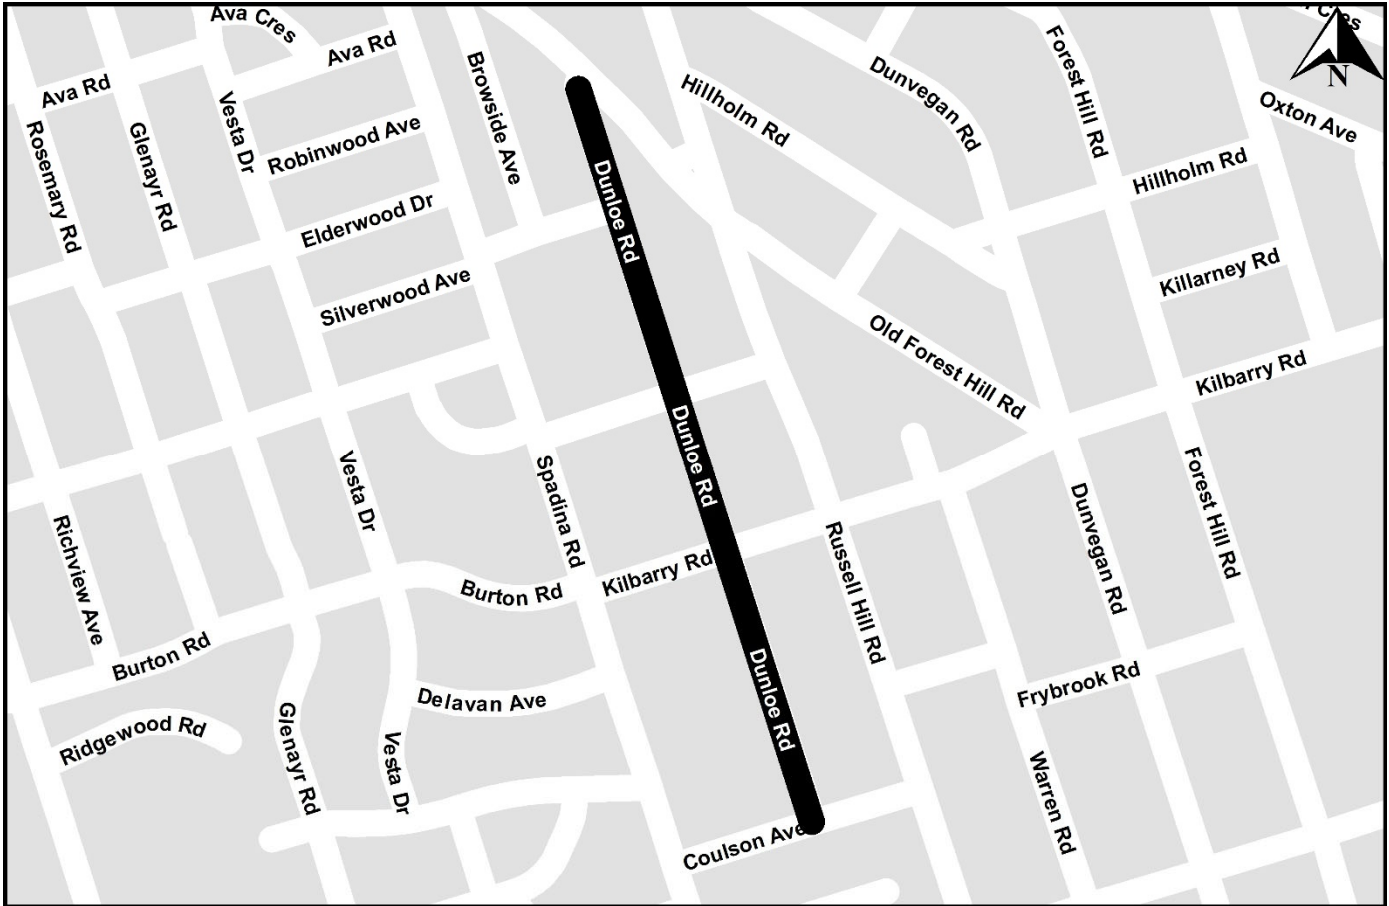 Ava Cres
Ava Rd
Ava Rd
Rosemary Rd
Glenayr Rd
Vesta Dr
Robinwood Ave
Elderwood Dr
Silverwood Ave
Browside Ave
Dunloe Rd
Hillholm Rd
Dunvegan Rd
Forest Hill Rd
Cres
N
Oxton Ave
Hillholm Rd
Killarney Rd
Kilbarry Rd
Old Forest Hill Rd
Dunloe Rd
Vesta Dr
Spadina Rd
Richview Ave
Burton Rd
Kilbarry Rd
Russell Hill Rd
Dunvegan Rd
Forest Hill Rd
Burton Rd
Ridgewood Rd
Glenayr Rd
Vesta Dr
Delavan Ave
Dunloe Rd
Frybrook Rd
Warren Rd
Coulson Ave